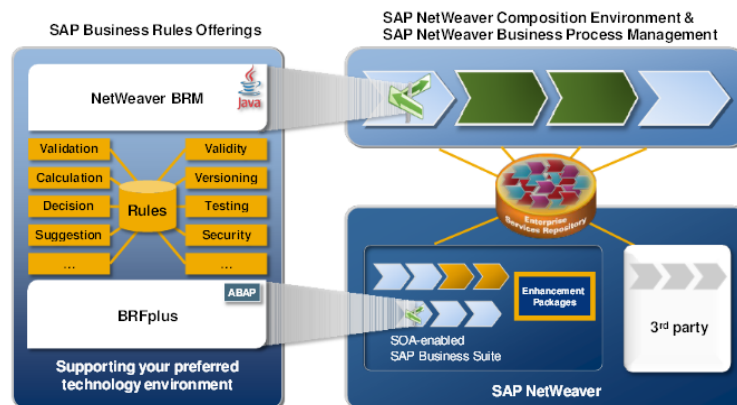 SAP Business Rules Offerings
SAP NetWeaver Composition Environment &
SAP NetWeaver Business Process Management
NetWeaver BRM
Java
Validation
Validity
Calculation
Versioning
Rules
Decision
Testing
Suggestion
Security
...
...
ABAP
BRFplus
Supporting your preferred
technology environment
Enterprise
Services Repository
Enhancement
Packages
SOA-enabled
SAP Business Suite
3rd party
SAP NetWeaver